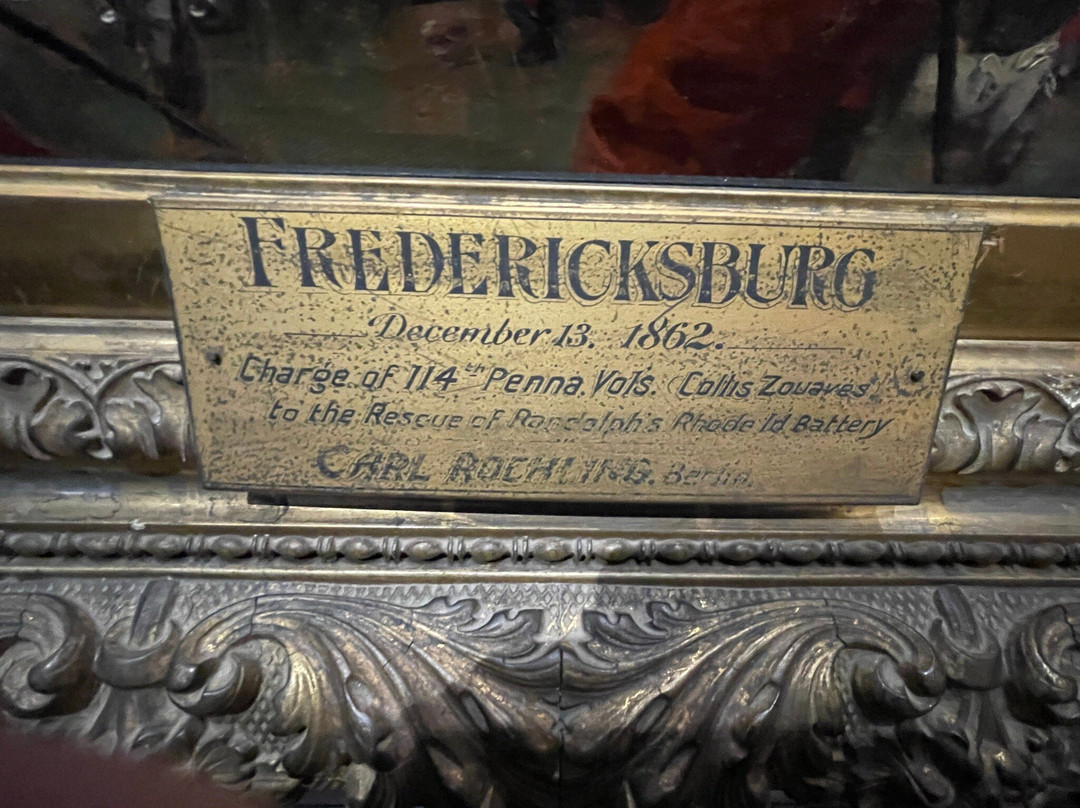 FREDERICKSBURG
December 13. 1862.
Charge of 114th Penna. Vols. (Collis Zouaves)
to the Rescue of Randolph's Rhode Id Battery
CARL ROCHLING. Berlin.